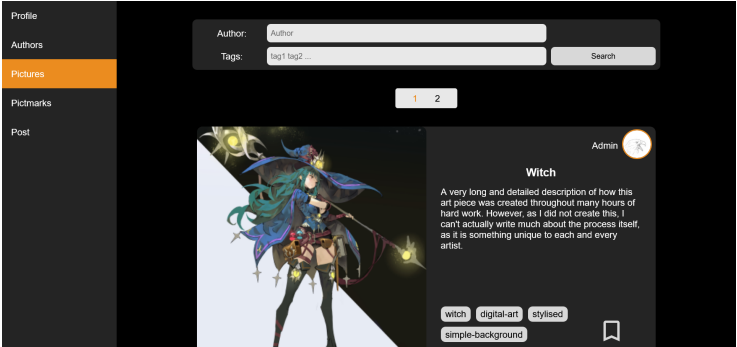 Profile
Authors
Pictures
Pictmarks
Post
Author:
Author
Tags:
tag1 tag2 ...
Search
1 2
Admin
Witch
A very long and detailed description of how this
art piece was created throughout many hours of
hard work. However, as I did not create this, I
can't actually write much about the process itself,
as it is something unique to each and every
artist.
witch digital-art stylised
simple-background